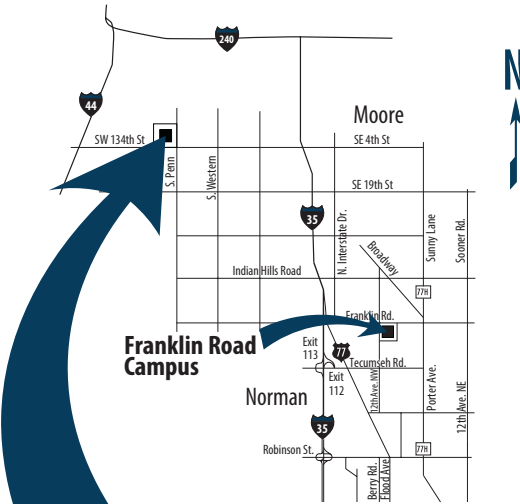 240
44
Moore
N
SW 134th St
SE 4th St
S. Penn
S. Western
SE 19th St
35
N. Interstate Dr.
Broadway
Sunny Lane
Sooner Rd.
Indian Hills Road
77H
Franklin Rd.
Franklin Road
Campus
Exit
113
77
Tecumseh Rd.
Exit
112
12th Ave. NW
Porter Ave.
12th Ave. NE
Norman
35
Robinson St.
77H
Berry Rd.
Flood Ave.